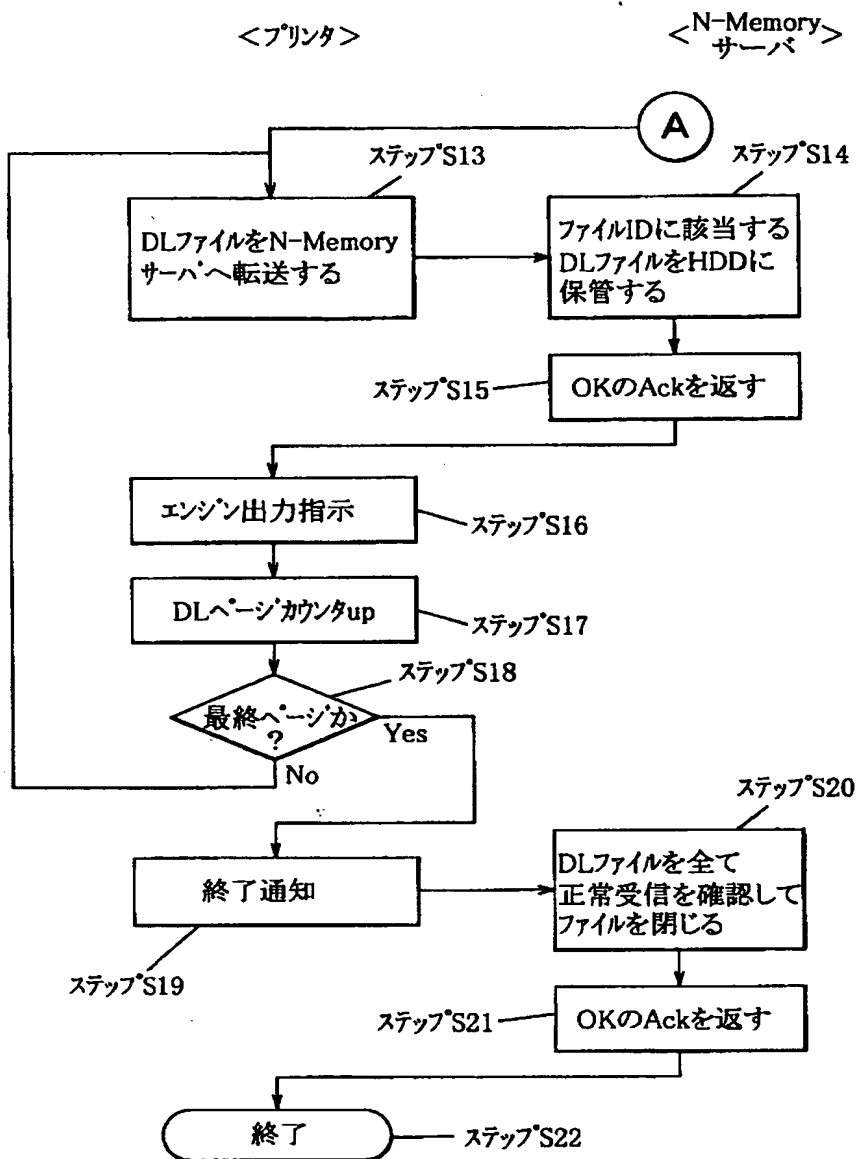 <プリンタ>
<N-Memory
サーバ>
A
ステップS13
ステップS14
DLファイルをN-Memory
サーバへ転送する
ファイルIDに該当する
DLファイルをHDDに
保管する
ステップS15
OKのAckを返す
エンジン出力指示
ステップS16
DLページカウンタup
ステップS17
ステップS18
最終ページか
?
Yes
No
ステップS20
終了通知
DLファイルを全て
正常受信を確認して
ファイルを閉じる
ステップS19
ステップS21
OKのAckを返す
終了
ステップS22